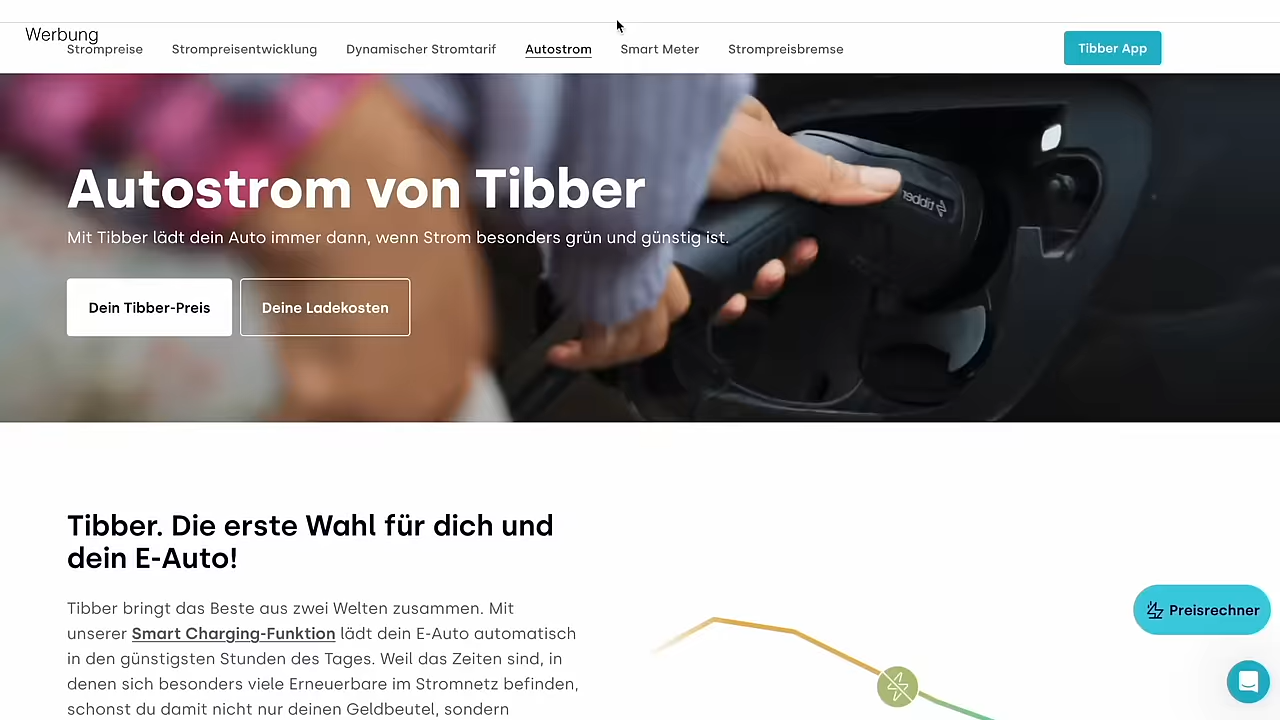 Werbung
Strompreise Strompreisentwicklung Dynamischer Stromtarif Autostrom Smart Meter Strompreisbremse Tibber App
Autostrom von Tibber
Mit Tibber lädt dein Auto immer dann, wenn Strom besonders grün und günstig ist.
Dein Tibber-Preis Deine Ladekosten
tibber
Tibber. Die erste Wahl für dich und
dein E-Auto!
Tibber bringt das Beste aus zwei Welten zusammen. Mit
unserer Smart Charging-Funktion lädt dein E-Auto automatisch
in den günstigsten Stunden des Tages. Weil das Zeiten sind, in
denen sich besonders viele Erneuerbare im Stromnetz befinden,
schonst du damit nicht nur deinen Geldbeutel, sondern
Preisrechner